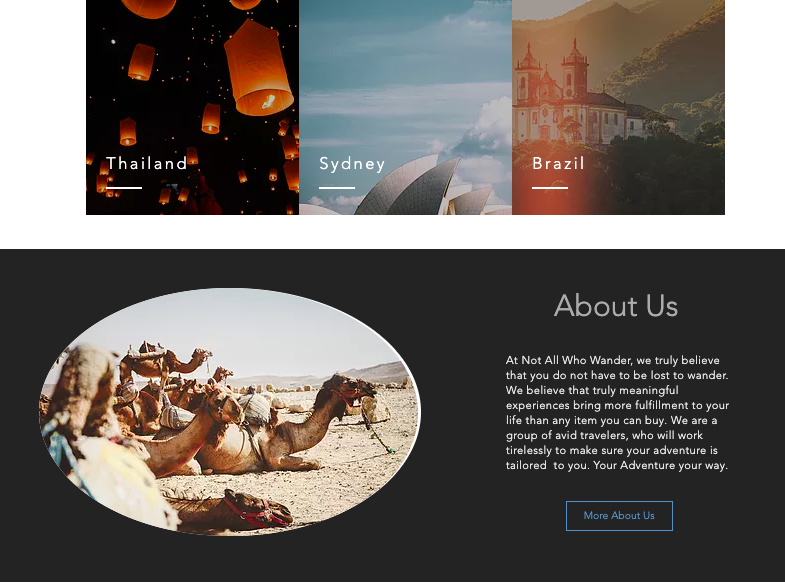 Thailand
Sydney
Brazil
About Us
At Not All Who Wander, we truly believe
that you do not have to be lost to wander.
We believe that truly meaningful
experiences bring more fulfillment to your
life than any item you can buy. We are a
group of avid travelers, who will work
tirelessly to make sure your adventure is
tailored  to you. Your Adventure your way.
More About Us